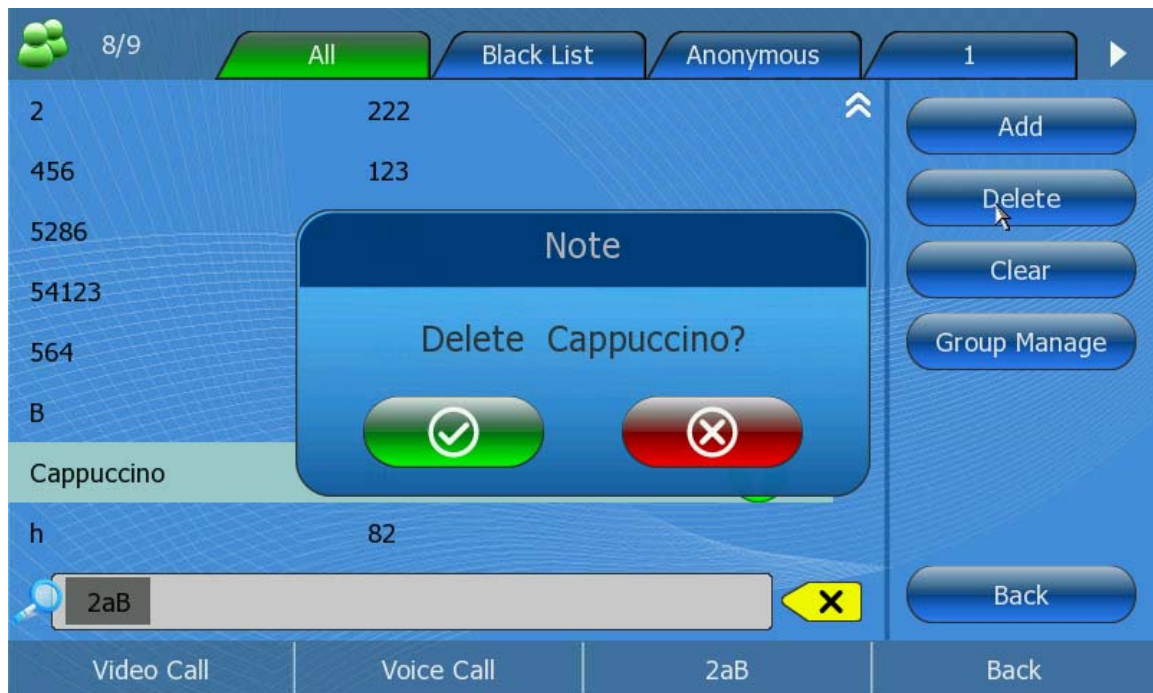 8/9 All Black List Anonymous 1
2 222
456 123
5286
54123
564
B
Cappuccino
h 82
Note
Delete Cappuccino?
Add
Delete
Clear
Group Manage
Back
2aB
Video Call Voice Call 2aB Back